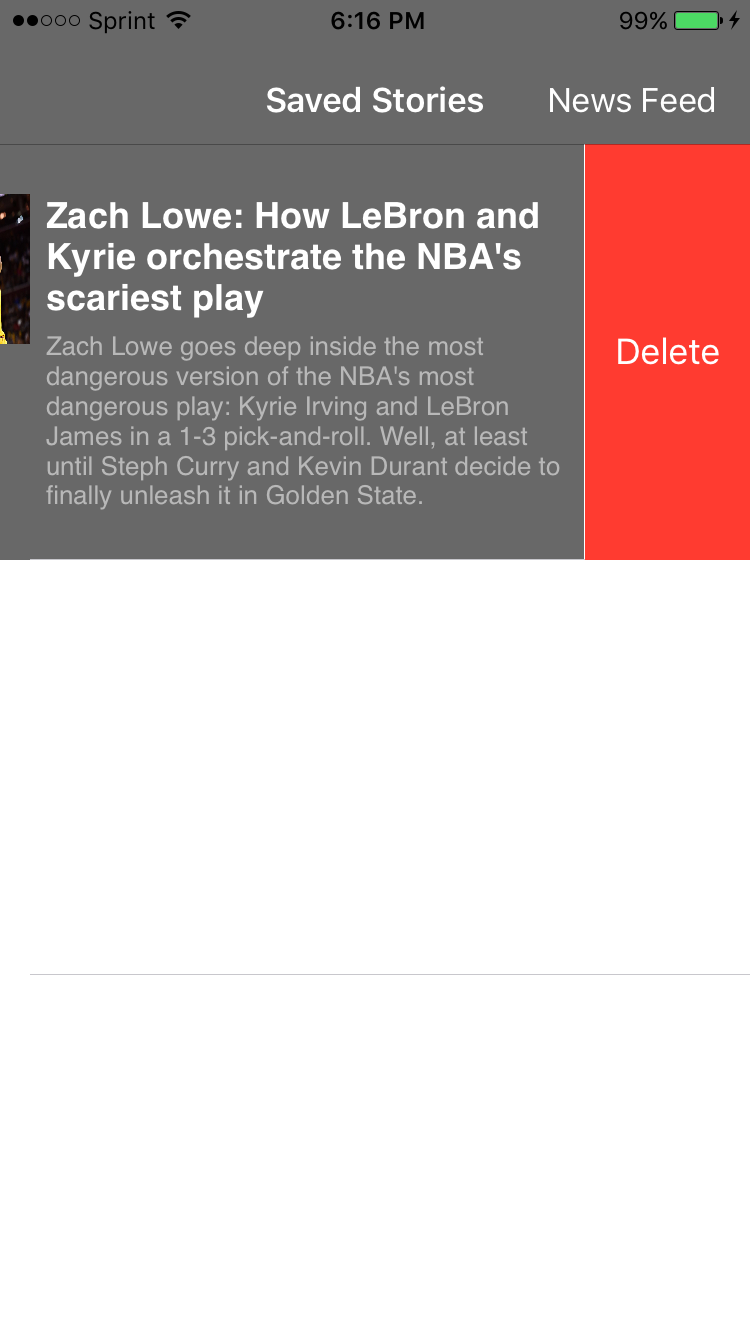 Sprint 6:16 PM 99%
Saved Stories News Feed
Zach Lowe: How LeBron and
Kyrie orchestrate the NBA's
scariest play
Zach Lowe goes deep inside the most
dangerous version of the NBA's most
dangerous play: Kyrie Irving and LeBron
James in a 1-3 pick-and-roll. Well, at least
until Steph Curry and Kevin Durant decide to
finally unleash it in Golden State.
Delete